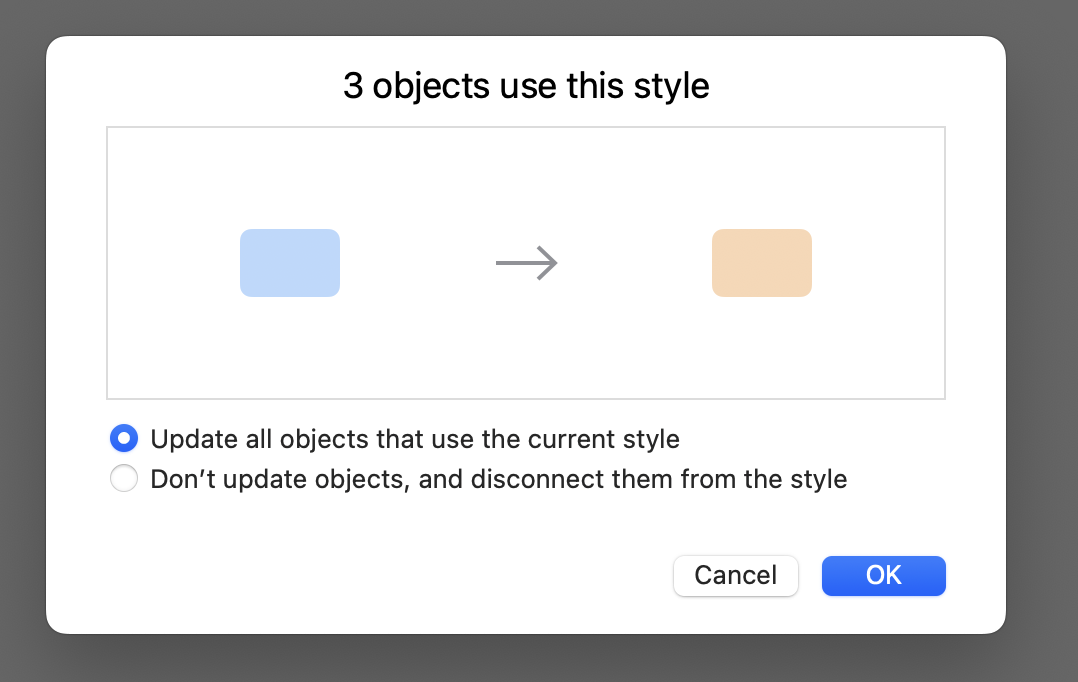 3 objects use this style
Update all objects that use the current style
Don’t update objects, and disconnect them from the style
Cancel
OK